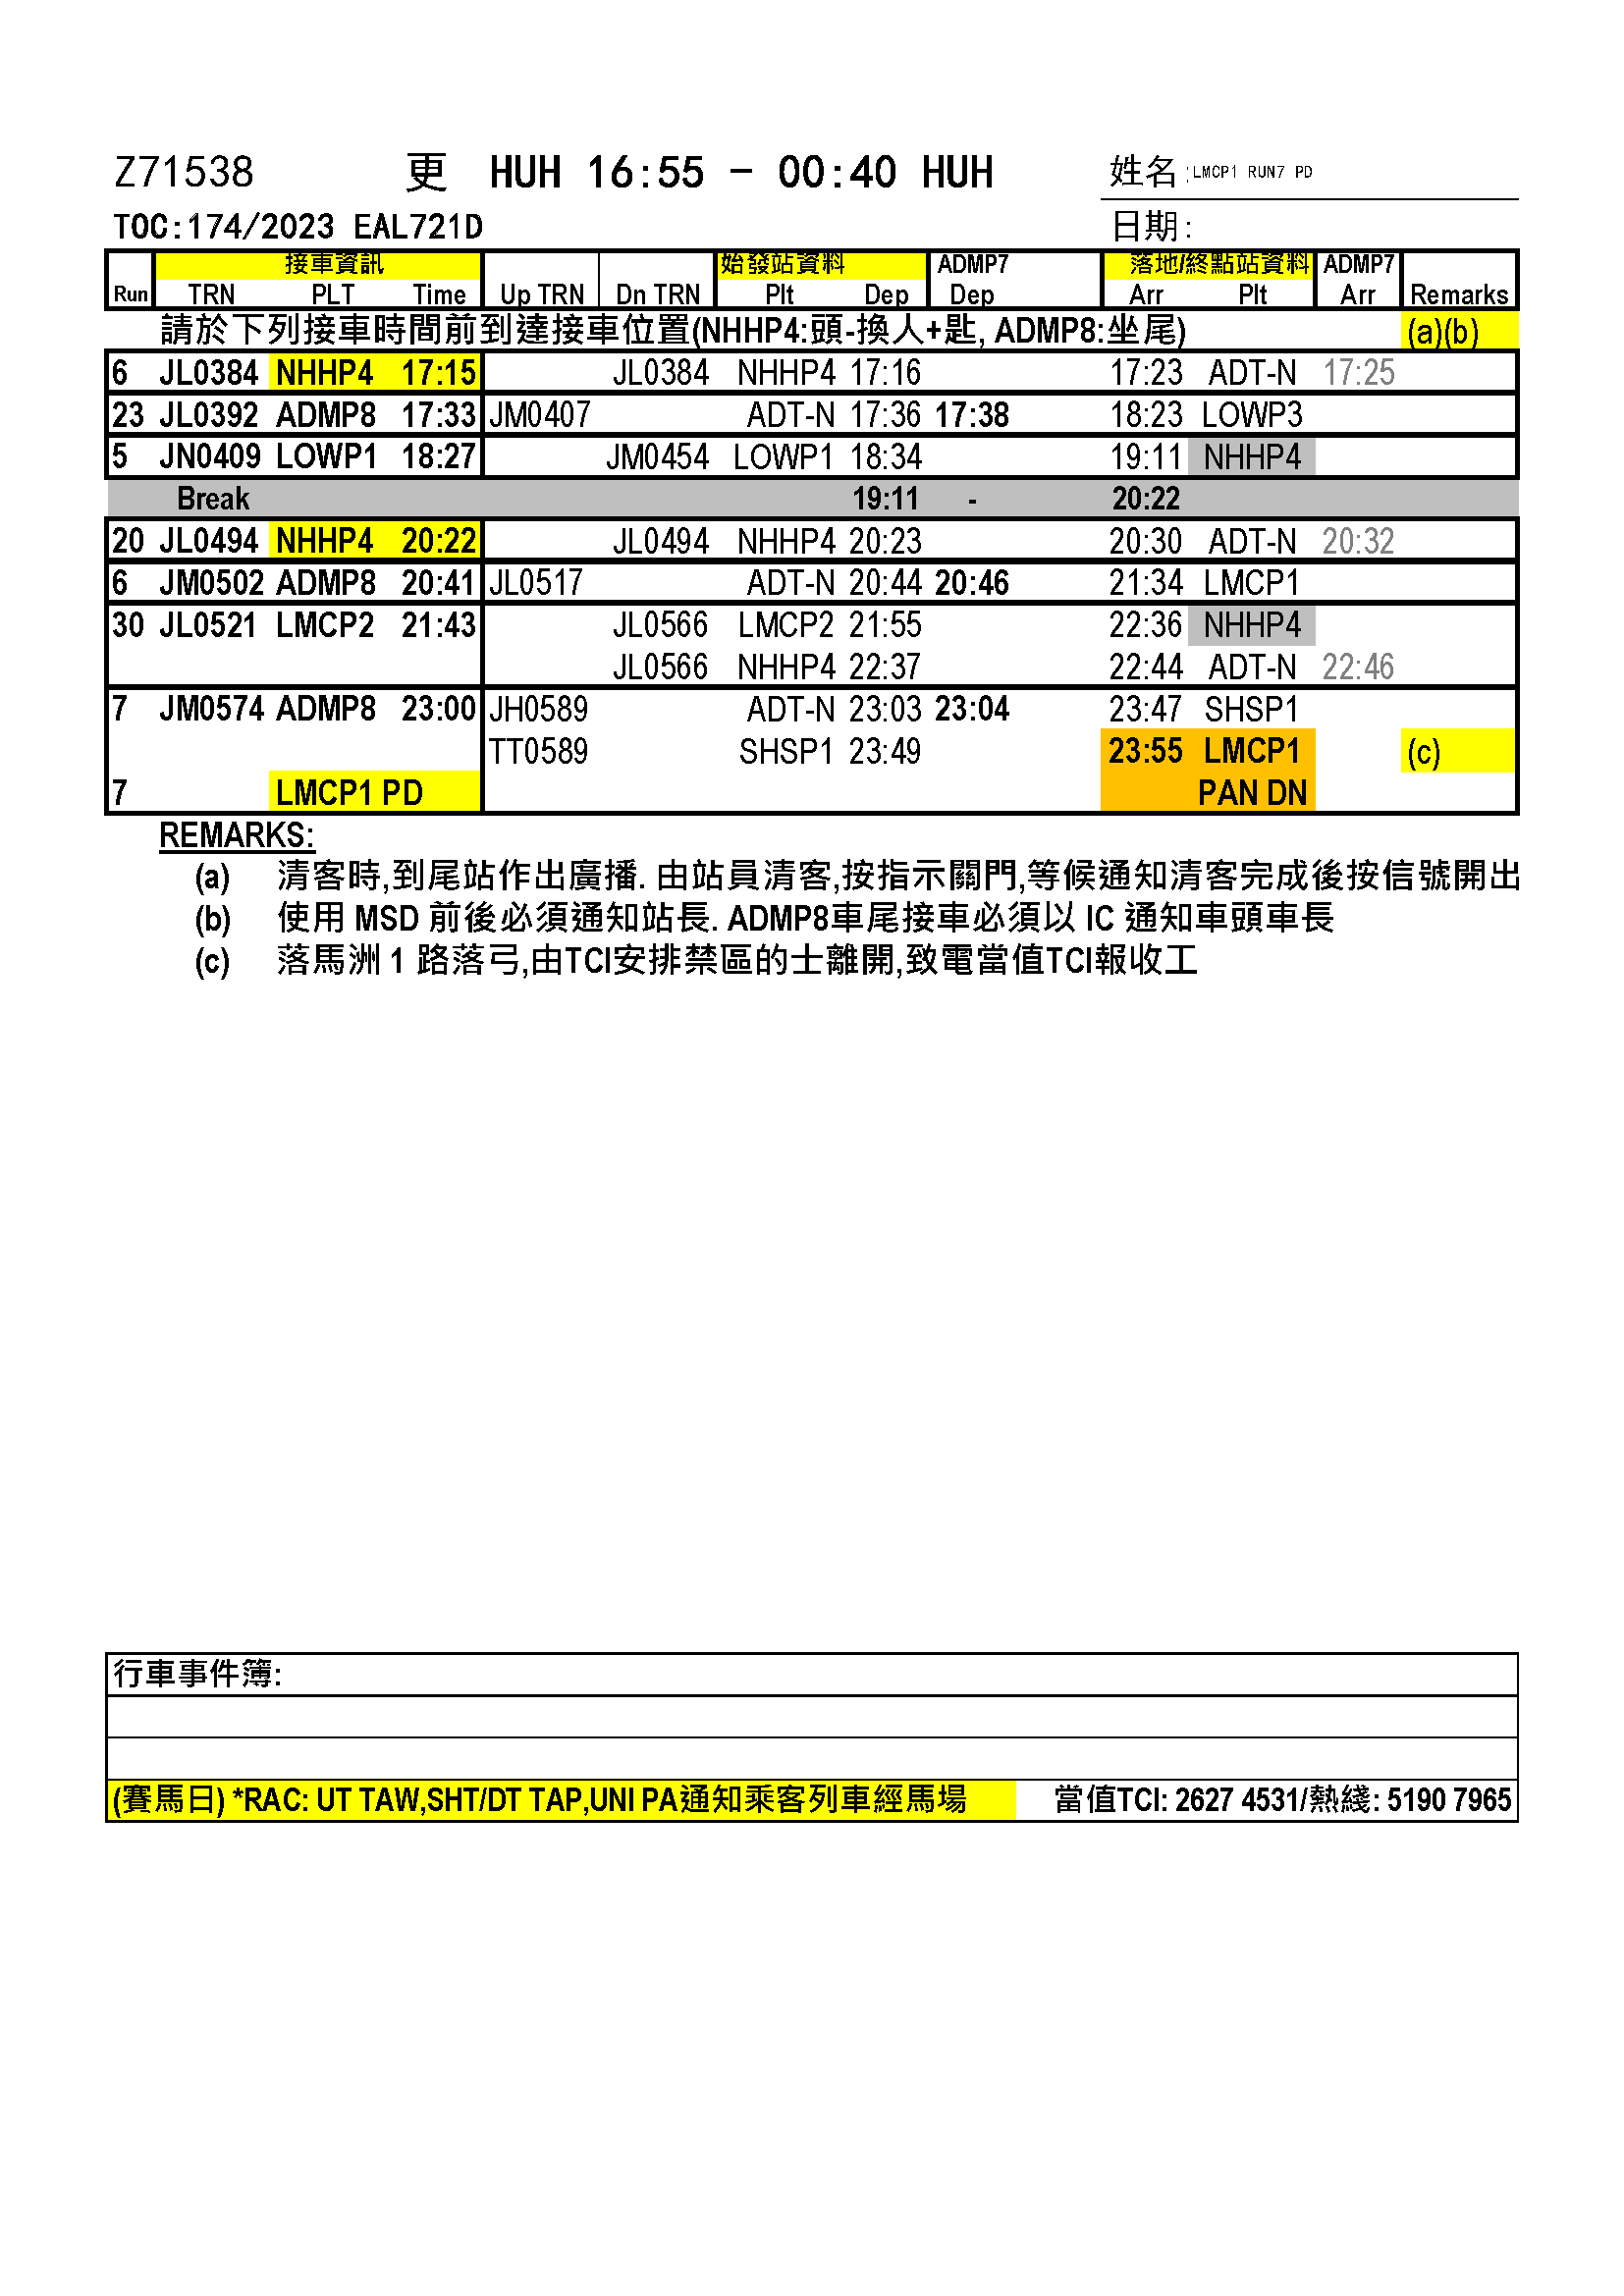 Z71538 更 HUH 16:55 - 00:40 HUH 姓名:LMCP1 RUN7 PD
TOC:174/2023 EAL721D 日期:
接車資訊 始發站資料 ADMP7 落地/終點站資料 ADMP7
Run TRN PLT Time Up TRN Dn TRN Plt Dep Dep Arr Plt Arr Remarks
請於下列接車時間前到達接車位置(NHHP4:頭-換人+匙, ADMP8:坐尾) (a)(b)
6 JL0384 NHHP4 17:15 JL0384 NHHP4 17:16 17:23 ADT-N 17:25
23 JL0392 ADMP8 17:33 JM0407 ADT-N 17:36 17:38 18:23 LOWP3
5 JN0409 LOWP1 18:27 JM0454 LOWP1 18:34 19:11 NHHP4
Break 19:11 - 20:22
20 JL0494 NHHP4 20:22 JL0494 NHHP4 20:23 20:30 ADT-N 20:32
6 JM0502 ADMP8 20:41 JL0517 ADT-N 20:44 20:46 21:34 LMCP1
30 JL0521 LMCP2 21:43 JL0566 LMCP2 21:55 22:36 NHHP4
JL0566 NHHP4 22:37 22:44 ADT-N 22:46
7 JM0574 ADMP8 23:00 JH0589 ADT-N 23:03 23:04 23:47 SHSP1
TT0589 SHSP1 23:49 23:55 LMCP1 (c)
7 LMCP1 PD PAN DN
REMARKS:
(a) 清客時,到尾站作出廣播. 由站員清客,按指示關門,等候通知清客完成後按信號開出
(b) 使用 MSD 前後必須通知站長. ADMP8車尾接車必須以 IC 通知車頭車長
(c) 落馬洲 1 路落弓,由TCI安排禁區的士離開,致電當值TCI報收工
行車事件簿:
(賽馬日) *RAC: UT TAW,SHT/DT TAP,UNI PA通知乘客列車經馬場 當值TCI: 2627 4531/熱綫: 5190 7965